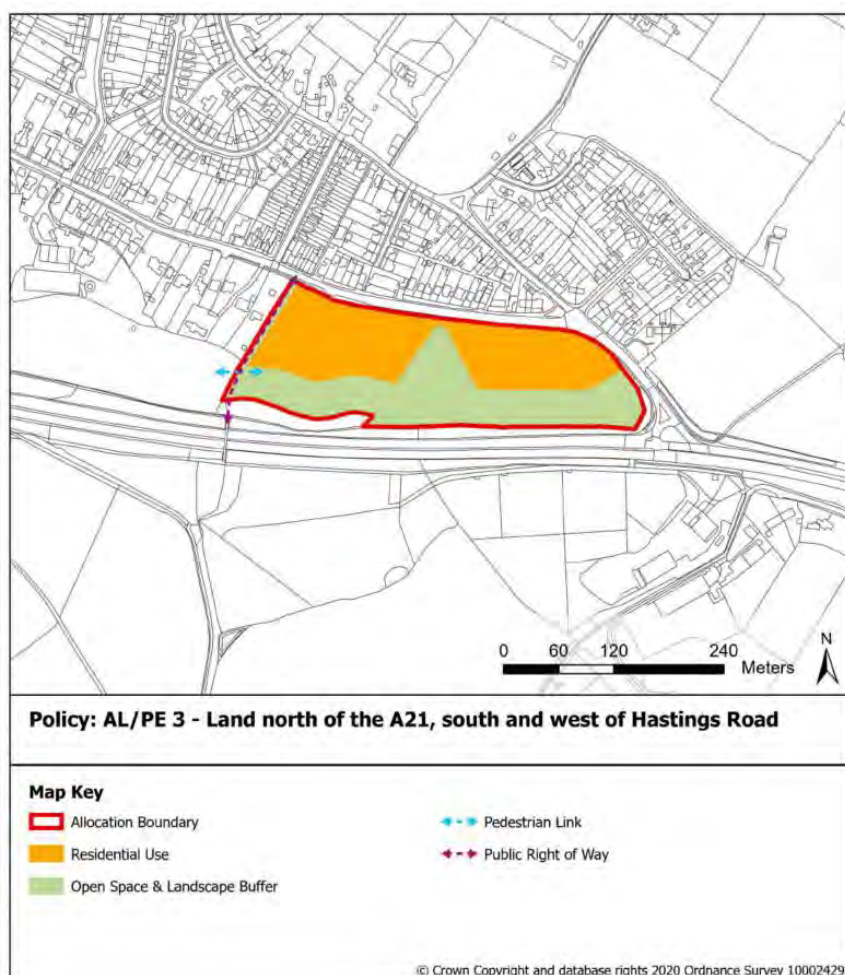 N
0 60 120 240
Meters
Policy: AL/PE 3 - Land north of the A21, south and west of Hastings Road
Map Key
Allocation Boundary
Residential Use
Open Space & Landscape Buffer
Pedestrian Link
Public Right of Way
© Crown Copyright and database rights 2020 Ordnance Survey 10002429